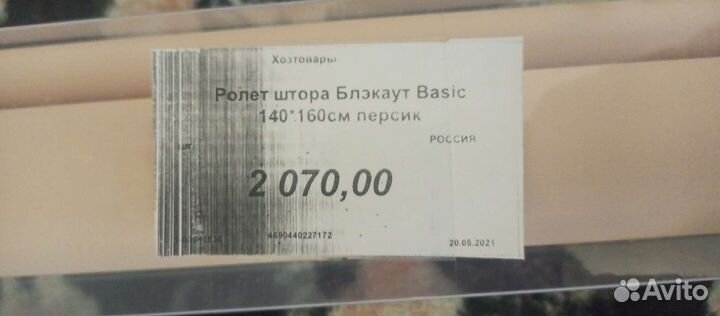 Хозтовары
Ролет штора Блэкаут Basic
140*160см персик
РОССИЯ
2 070,00
4690440227172
20.05.2021
Avito